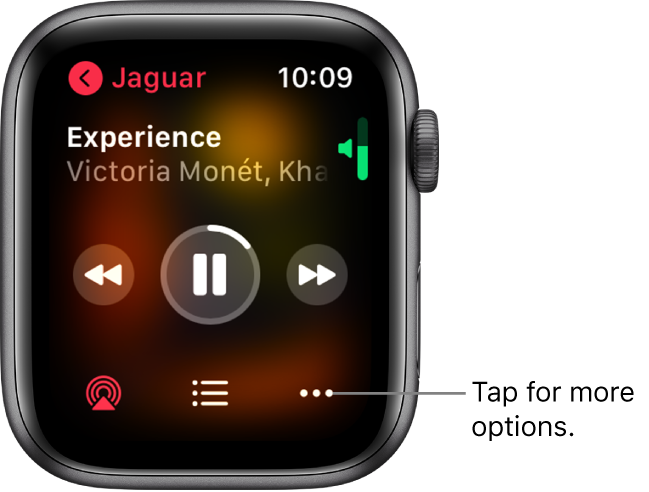 Jaguar 10:09
Experience
Victoria Monét, Kha
Tap for more
options.